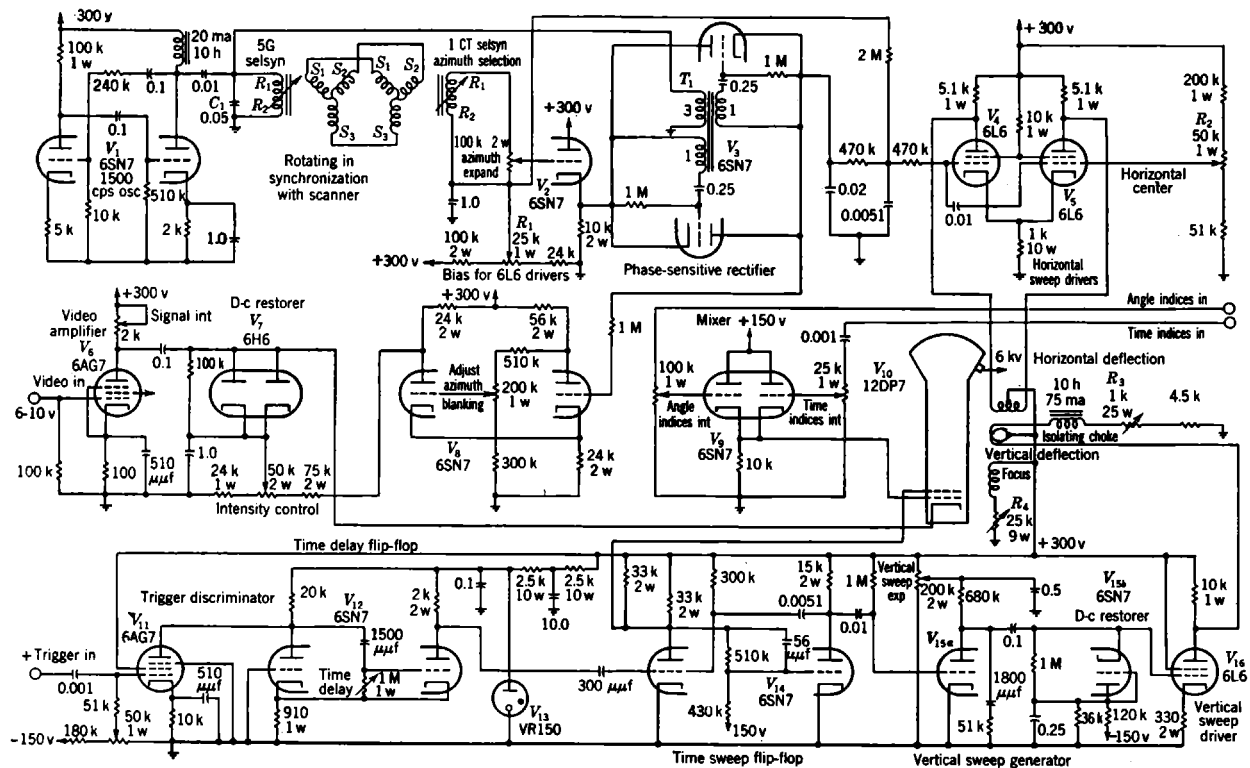 +300 v
100 k
1 w
20 ma
10 h
240 k
0.1
0.01
5G
selsyn
R1
R2
C1
0.05
S1
S2
S1
S2
S3
S3
Rotating in
synchronization
with scanner
1 CT selsyn
azimuth selection
R1
R2
100 k 2 w
azimuth
expand
+300 v
V2
6SN7
1.0
R1
25 k
1 w
100 k
2 w
24 k
10 k
2 w
+300 v
Bias for 6L6 drivers
0.1
V1
6SN7
1500
cps osc
510 k
10 k
5 k
2 k
1.0
T1
3
1
1
0.25
1 M
V3
6SN7
0.25
1 M
Phase-sensitive rectifier
2 M
470 k
470 k
0.02
0.0051
+ 300 v
5.1 k
1 w
5.1 k
1 w
V4
6L6
10 k
1 w
V5
6L6
0.01
1 k
10 w
Horizontal
sweep drivers
200 k
1 w
R2
50 k
1 w
Horizontal
center
51 k
Angle indices in
Time indices in
+300 v
Video
amplifier
Signal int
2 k
V6
6AG7
Video in
6-10 v
0.1
D-c restorer
V7
6H6
100 k
100 k
100
510
μμf
1.0
24 k
1 w
50 k
2 w
75 k
2 w
Intensity control
+300 v
24 k
2 w
56 k
2 w
510 k
Adjust
azimuth
blanking
200 k
1 w
V8
6SN7
300 k
24 k
2 w
1 M
Mixer +150 v
100 k
1 w
Angle
indices int
25 k
1 w
Time
indices int
0.001
V9
6SN7
10 k
V10
12DP7
6 kv
Horizontal deflection
10 h
75 ma
R3
1 k
25 w
4.5 k
Isolating choke
Vertical deflection
Focus
R4
25 k
9 w
+300 v
Time delay flip-flop
Trigger discriminator
V11
6AG7
+ Trigger in
0.001
51 k
50 k
1 w
180 k
-150 v
510
μμf
10 k
20 k
V12
6SN7
1500
μμf
Time
delay
1 M
1 w
910
1 w
2 k
2 w
0.1
2.5 k
10 w
2.5 k
10 w
10.0
V13
VR150
300 μμf
33 k
2 w
33 k
2 w
300 k
0.0051
15 k
2 w
56
μμf
510 k
V14
6SN7
430 k
150 v
Time sweep flip-flop
1 M
0.01
Vertical
sweep
exp
200 k
2 w
680 k
0.5
V15a
0.1
1800
μμf
51 k
V15b
6SN7
D-c restorer
1 M
0.25
36 k
120 k
-150 v
Vertical sweep generator
10 k
1 w
V16
6L6
330
2 w
Vertical
sweep
driver